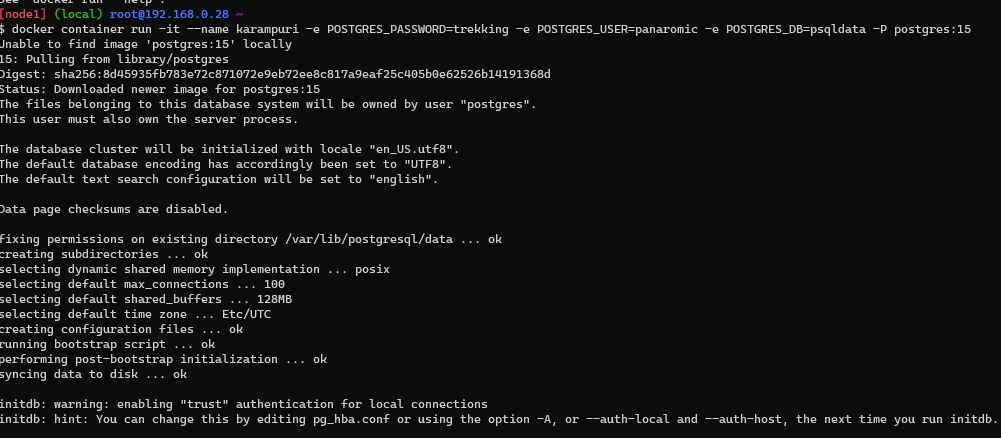 [node1] (local) root@192.168.0.28 ~
$ docker container run -it --name karampuri -e POSTGRES_PASSWORD=trekking -e POSTGRES_USER=panaromic -e POSTGRES_DB=psqldata -P postgres:15
Unable to find image 'postgres:15' locally
15: Pulling from library/postgres
Digest: sha256:8d45935fb783e72c871072e9eb72ee8c817a9eaf25c405b0e62526b14191368d
Status: Downloaded newer image for postgres:15
The files belonging to this database system will be owned by user "postgres".
This user must also own the server process.
The database cluster will be initialized with locale "en_US.utf8".
The default database encoding has accordingly been set to "UTF8".
The default text search configuration will be set to "english".
Data page checksums are disabled.
fixing permissions on existing directory /var/lib/postgresql/data ... ok
creating subdirectories ... ok
selecting dynamic shared memory implementation ... posix
selecting default max_connections ... 100
selecting default shared_buffers ... 128MB
selecting default time zone ... Etc/UTC
creating configuration files ... ok
running bootstrap script ... ok
performing post-bootstrap initialization ... ok
syncing data to disk ... ok
initdb: warning: enabling "trust" authentication for local connections
initdb: hint: You can change this by editing pg_hba.conf or using the option -A, or --auth-local and --auth-host, the next time you run initdb.